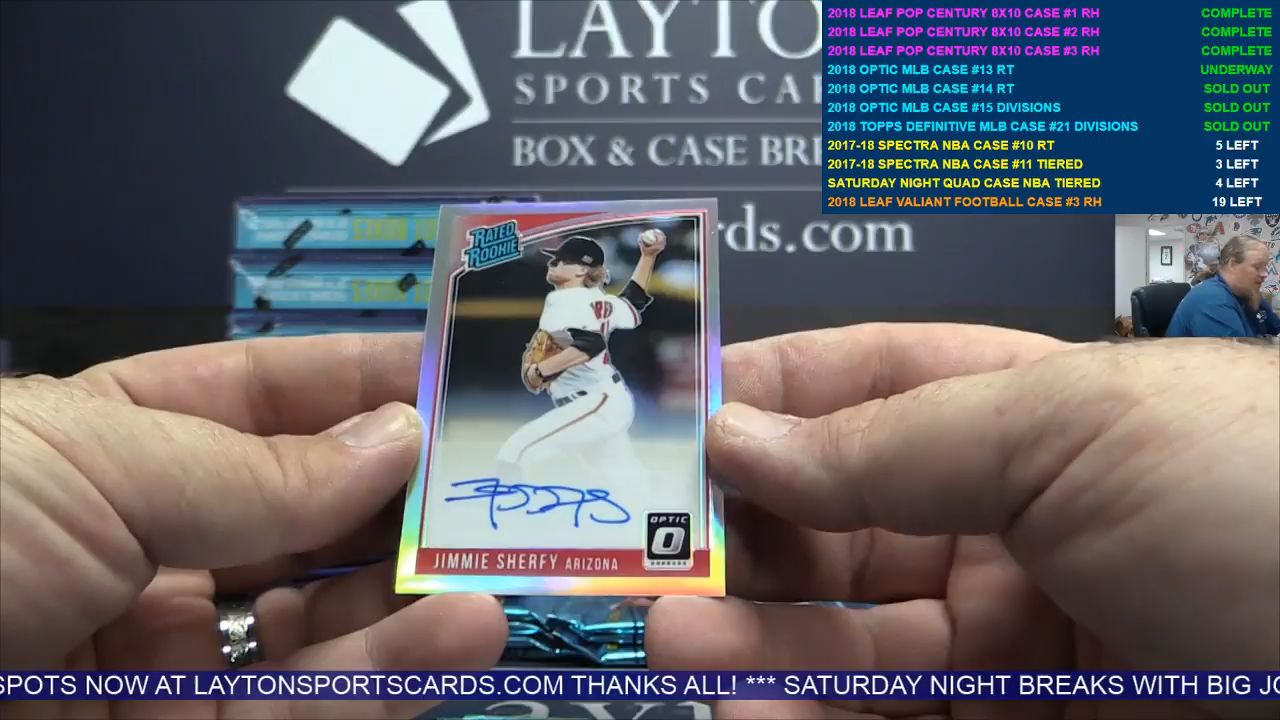 LAYTO
SPORTS CAR
BOX & CASE BRE
rds.com
2018 LEAF POP CENTURY 8X10 CASE #1 RH COMPLETE
2018 LEAF POP CENTURY 8X10 CASE #2 RH COMPLETE
2018 LEAF POP CENTURY 8X10 CASE #3 RH COMPLETE
2018 OPTIC MLB CASE #13 RT UNDERWAY
2018 OPTIC MLB CASE #14 RT SOLD OUT
2018 OPTIC MLB CASE #15 DIVISIONS SOLD OUT
2018 TOPPS DEFINITIVE MLB CASE #21 DIVISIONS SOLD OUT
2017-18 SPECTRA NBA CASE #10 RT 5 LEFT
2017-18 SPECTRA NBA CASE #11 TIERED 3 LEFT
SATURDAY NIGHT QUAD CASE NBA TIERED 4 LEFT
2018 LEAF VALIANT FOOTBALL CASE #3 RH 19 LEFT
RATED
ROOKIE
OPTIC
O
DONRUSS
JIMMIE SHERFY ARIZONA
SPOTS NOW AT LAYTONSPORTSCARDS.COM THANKS ALL! *** SATURDAY NIGHT BREAKS WITH BIG JO